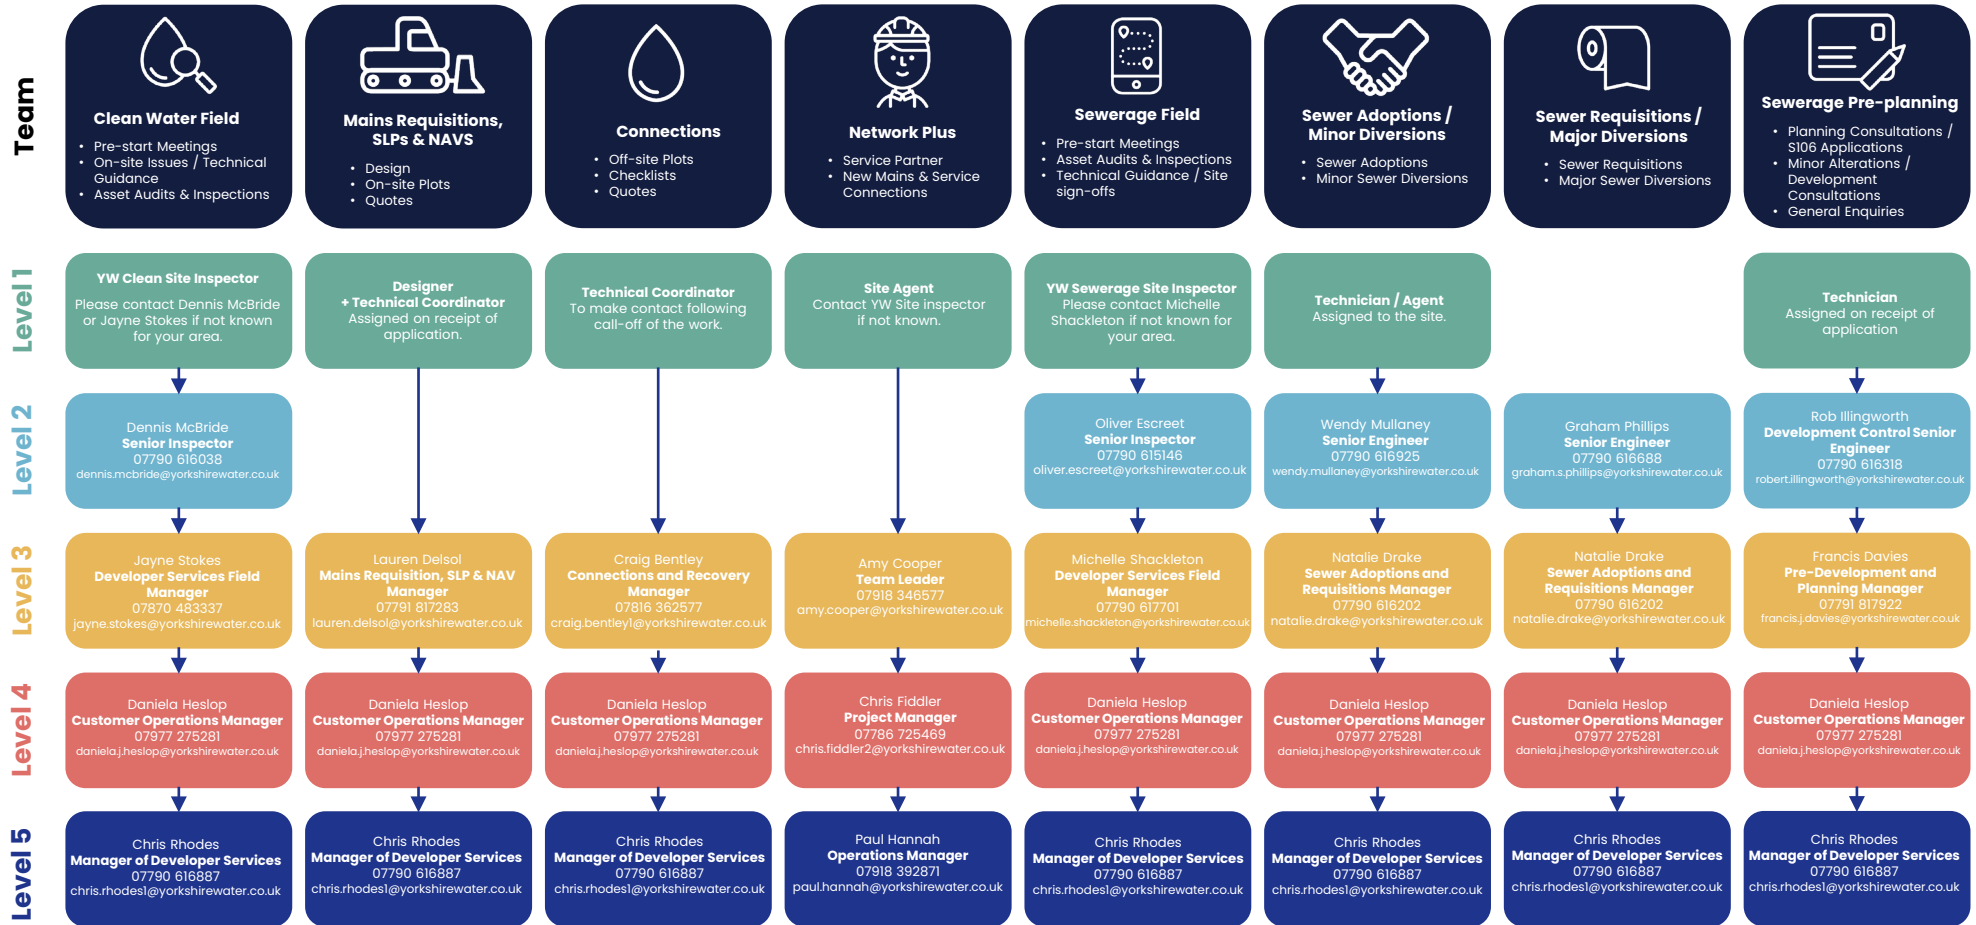 Team
Clean Water Field
• Pre-start Meetings
• On-site Issues / Technical
Guidance
• Asset Audits & Inspections
Mains Requisitions,
SLPs & NAVS
• Design
• On-site Plots
• Quotes
Connections
• Off-site Plots
• Checklists
• Quotes
Network Plus
• Service Partner
• New Mains & Service
Connections
Sewerage Field
• Pre-start Meetings
• Asset Audits & Inspections
• Technical Guidance / Site
sign-offs
Sewer Adoptions /
Minor Diversions
• Sewer Adoptions
• Minor Sewer Diversions
Sewer Requisitions /
Major Diversions
• Sewer Requisitions
• Major Sewer Diversions
Sewerage Pre-planning
• Planning Consultations /
S106 Applications
• Minor Alterations /
Development
Consultations
• General Enquiries
Level 1
YW Clean Site Inspector
Please contact Dennis McBride
or Jayne Stokes if not known
for your area.
Designer
+ Technical Coordinator
Assigned on receipt of
application.
Technical Coordinator
To make contact following
call-off of the work.
Site Agent
Contact YW Site inspector
if not known.
YW Sewerage Site Inspector
Please contact Michelle
Shackleton if not known for
your area.
Technician / Agent
Assigned to the site.
Technician
Assigned on receipt of
application
Level 2
Dennis McBride
Senior Inspector
07790 616038
dennis.mcbride@yorkshirewater.co.uk
Oliver Escreet
Senior Inspector
07790 615146
oliver.escreet@yorkshirewater.co.uk
Wendy Mullaney
Senior Engineer
07790 616925
wendy.mullaney@yorkshirewater.co.uk
Graham Phillips
Senior Engineer
07790 616688
graham.s.phillips@yorkshirewater.co.uk
Rob Illingworth
Development Control Senior
Engineer
07790 616318
robert.illingworth@yorkshirewater.co.uk
Level 3
Jayne Stokes
Developer Services Field
Manager
07870 483337
jayne.stokes@yorkshirewater.co.uk
Lauren Delsol
Mains Requisition, SLP & NAV
Manager
07791 817283
lauren.delsol@yorkshirewater.co.uk
Craig Bentley
Connections and Recovery
Manager
07816 362577
craig.bentley1@yorkshirewater.co.uk
Amy Cooper
Team Leader
07918 346577
amy.cooper@yorkshirewater.co.uk
Michelle Shackleton
Developer Services Field
Manager
07790 617701
michelle.shackleton@yorkshirewater.co.uk
Natalie Drake
Sewer Adoptions and
Requisitions Manager
07790 616202
natalie.drake@yorkshirewater.co.uk
Natalie Drake
Sewer Adoptions and
Requisitions Manager
07790 616202
natalie.drake@yorkshirewater.co.uk
Francis Davies
Pre-Development and
Planning Manager
07791 817922
francis.j.davies@yorkshirewater.co.uk
Level 4
Daniela Heslop
Customer Operations Manager
07977 275281
daniela.j.heslop@yorkshirewater.co.uk
Daniela Heslop
Customer Operations Manager
07977 275281
daniela.j.heslop@yorkshirewater.co.uk
Daniela Heslop
Customer Operations Manager
07977 275281
daniela.j.heslop@yorkshirewater.co.uk
Chris Fiddler
Project Manager
07786 725469
chris.fiddler2@yorkshirewater.co.uk
Daniela Heslop
Customer Operations Manager
07977 275281
daniela.j.heslop@yorkshirewater.co.uk
Daniela Heslop
Customer Operations Manager
07977 275281
daniela.j.heslop@yorkshirewater.co.uk
Daniela Heslop
Customer Operations Manager
07977 275281
daniela.j.heslop@yorkshirewater.co.uk
Daniela Heslop
Customer Operations Manager
07977 275281
daniela.j.heslop@yorkshirewater.co.uk
Level 5
Chris Rhodes
Manager of Developer Services
07790 616887
chris.rhodes1@yorkshirewater.co.uk
Chris Rhodes
Manager of Developer Services
07790 616887
chris.rhodes1@yorkshirewater.co.uk
Chris Rhodes
Manager of Developer Services
07790 616887
chris.rhodes1@yorkshirewater.co.uk
Paul Hannah
Operations Manager
07918 392871
paul.hannah@yorkshirewater.co.uk
Chris Rhodes
Manager of Developer Services
07790 616887
chris.rhodes1@yorkshirewater.co.uk
Chris Rhodes
Manager of Developer Services
07790 616887
chris.rhodes1@yorkshirewater.co.uk
Chris Rhodes
Manager of Developer Services
07790 616887
chris.rhodes1@yorkshirewater.co.uk
Chris Rhodes
Manager of Developer Services
07790 616887
chris.rhodes1@yorkshirewater.co.uk